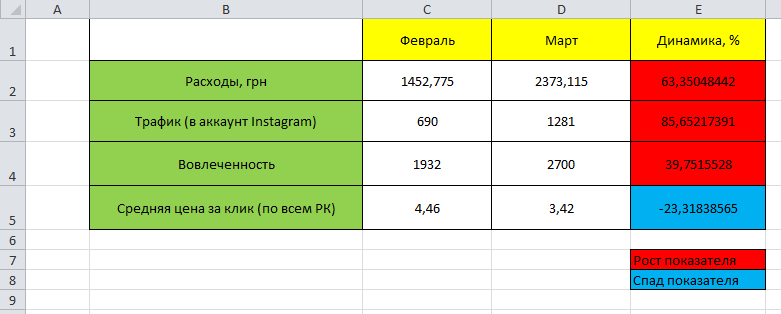 A B C D E
1 Февраль Март Динамика, %
2 Расходы, грн 1452,775 2373,115 63,35048442
3 Трафик (в аккаунт Instagram) 690 1281 85,65217391
4 Вовлеченность 1932 2700 39,7515528
5 Средняя цена за клик (по всем РК) 4,46 3,42 -23,31838565
6
7 Рост показателя
8 Спад показателя
9